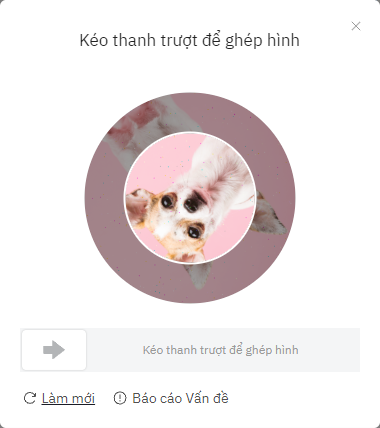 Kéo thanh trượt để ghép hình
Kéo thanh trượt để ghép hình
Làm mới
Báo cáo Vấn đề